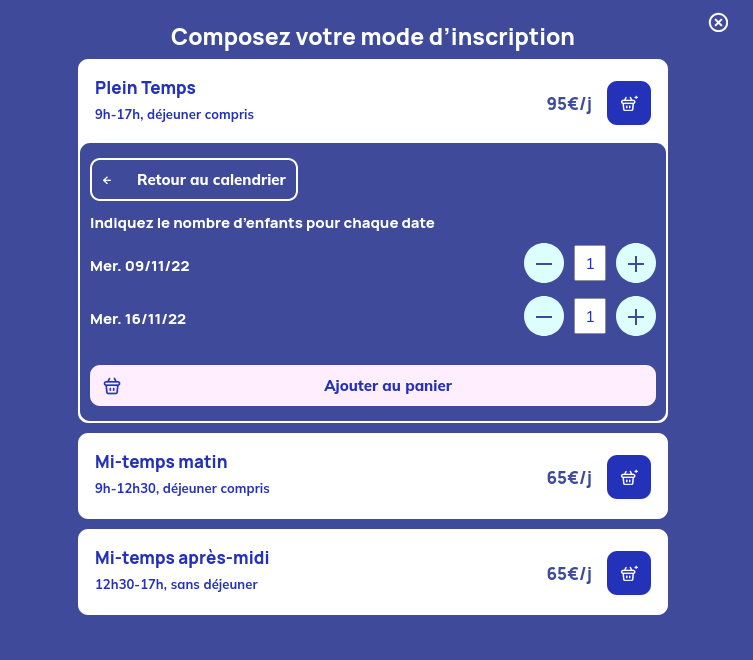 Composez votre mode d’inscription
Plein Temps
9h-17h, déjeuner compris
95€/j
Retour au calendrier
Indiquez le nombre d’enfants pour chaque date
Mer. 09/11/22
1
Mer. 16/11/22
1
Ajouter au panier
Mi-temps matin
9h-12h30, déjeuner compris
65€/j
Mi-temps après-midi
12h30-17h, sans déjeuner
65€/j